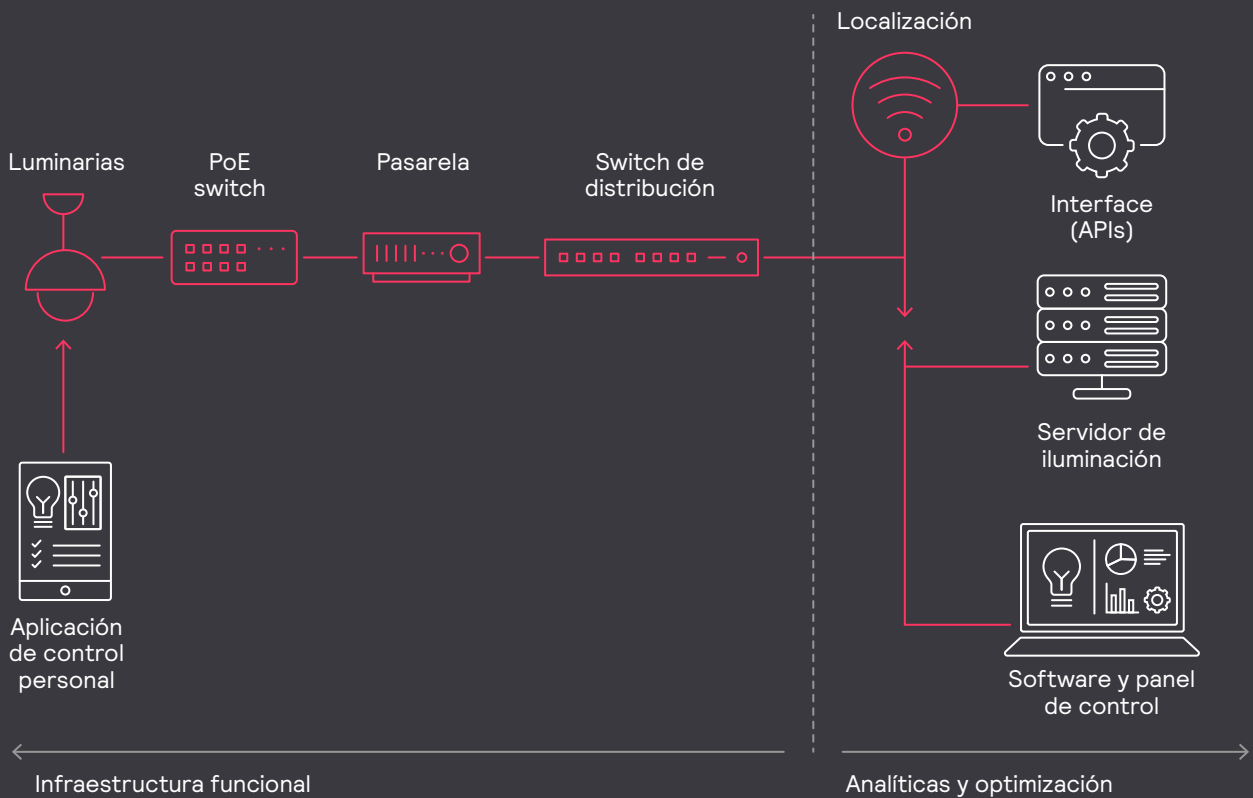 Localización
Luminarias
PoE
switch
Pasarela
Switch de
distribución
Interface
(APIs)
Servidor de
iluminación
Aplicación
de control
personal
Software y panel
de control
Infraestructura funcional
Analíticas y optimización